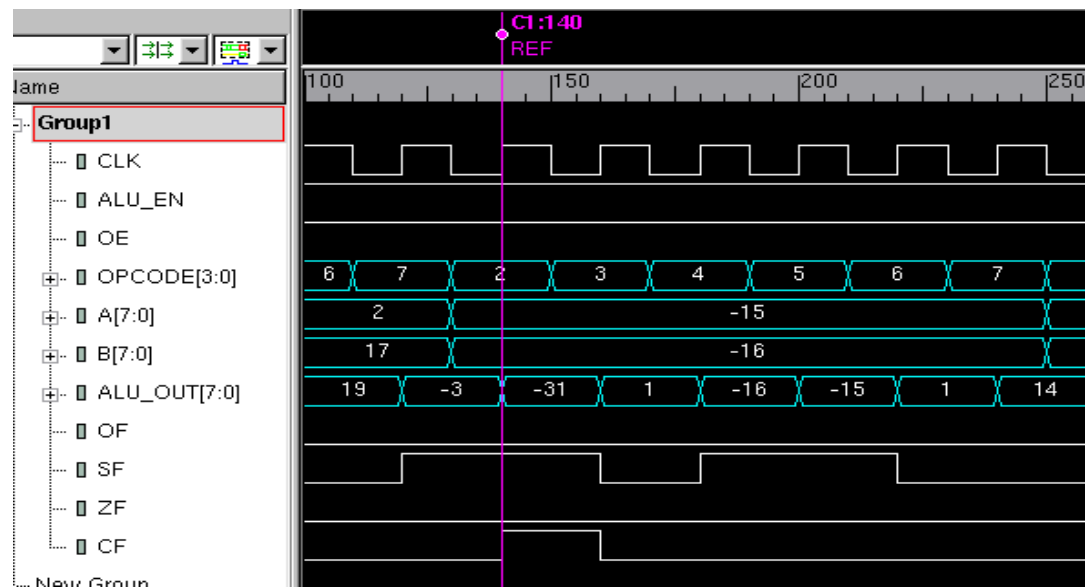 C1:140
REF
Name
100 150 200 250
Group1
CLK
ALU_EN
OE
OPCODE[3:0] 6 7 2 3 4 5 6 7
A[7:0] 2 -15
B[7:0] 17 -16
ALU_OUT[7:0] 19 -3 -31 1 -16 -15 1 14
OF
SF
ZF
CF
New Group